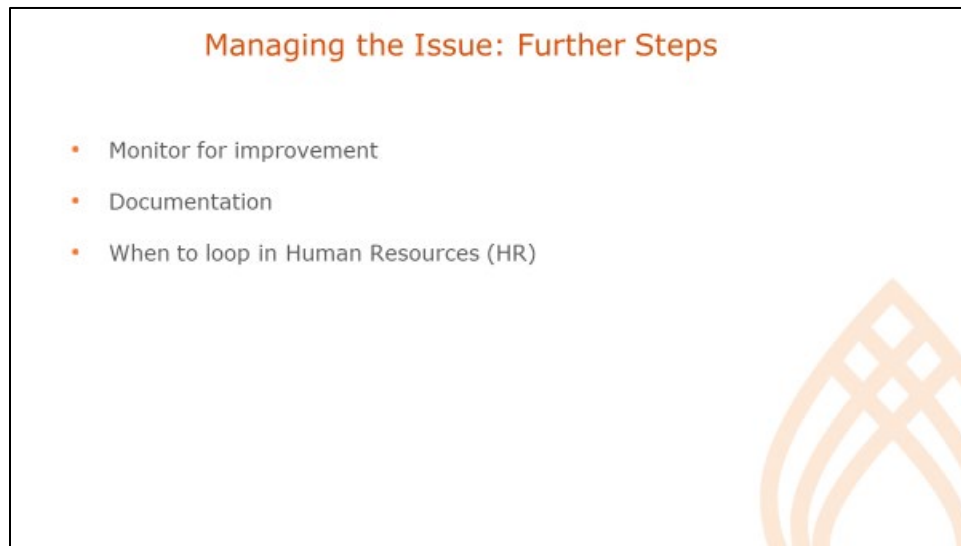 Managing the Issue: Further Steps
• Monitor for improvement
• Documentation
• When to loop in Human Resources (HR)